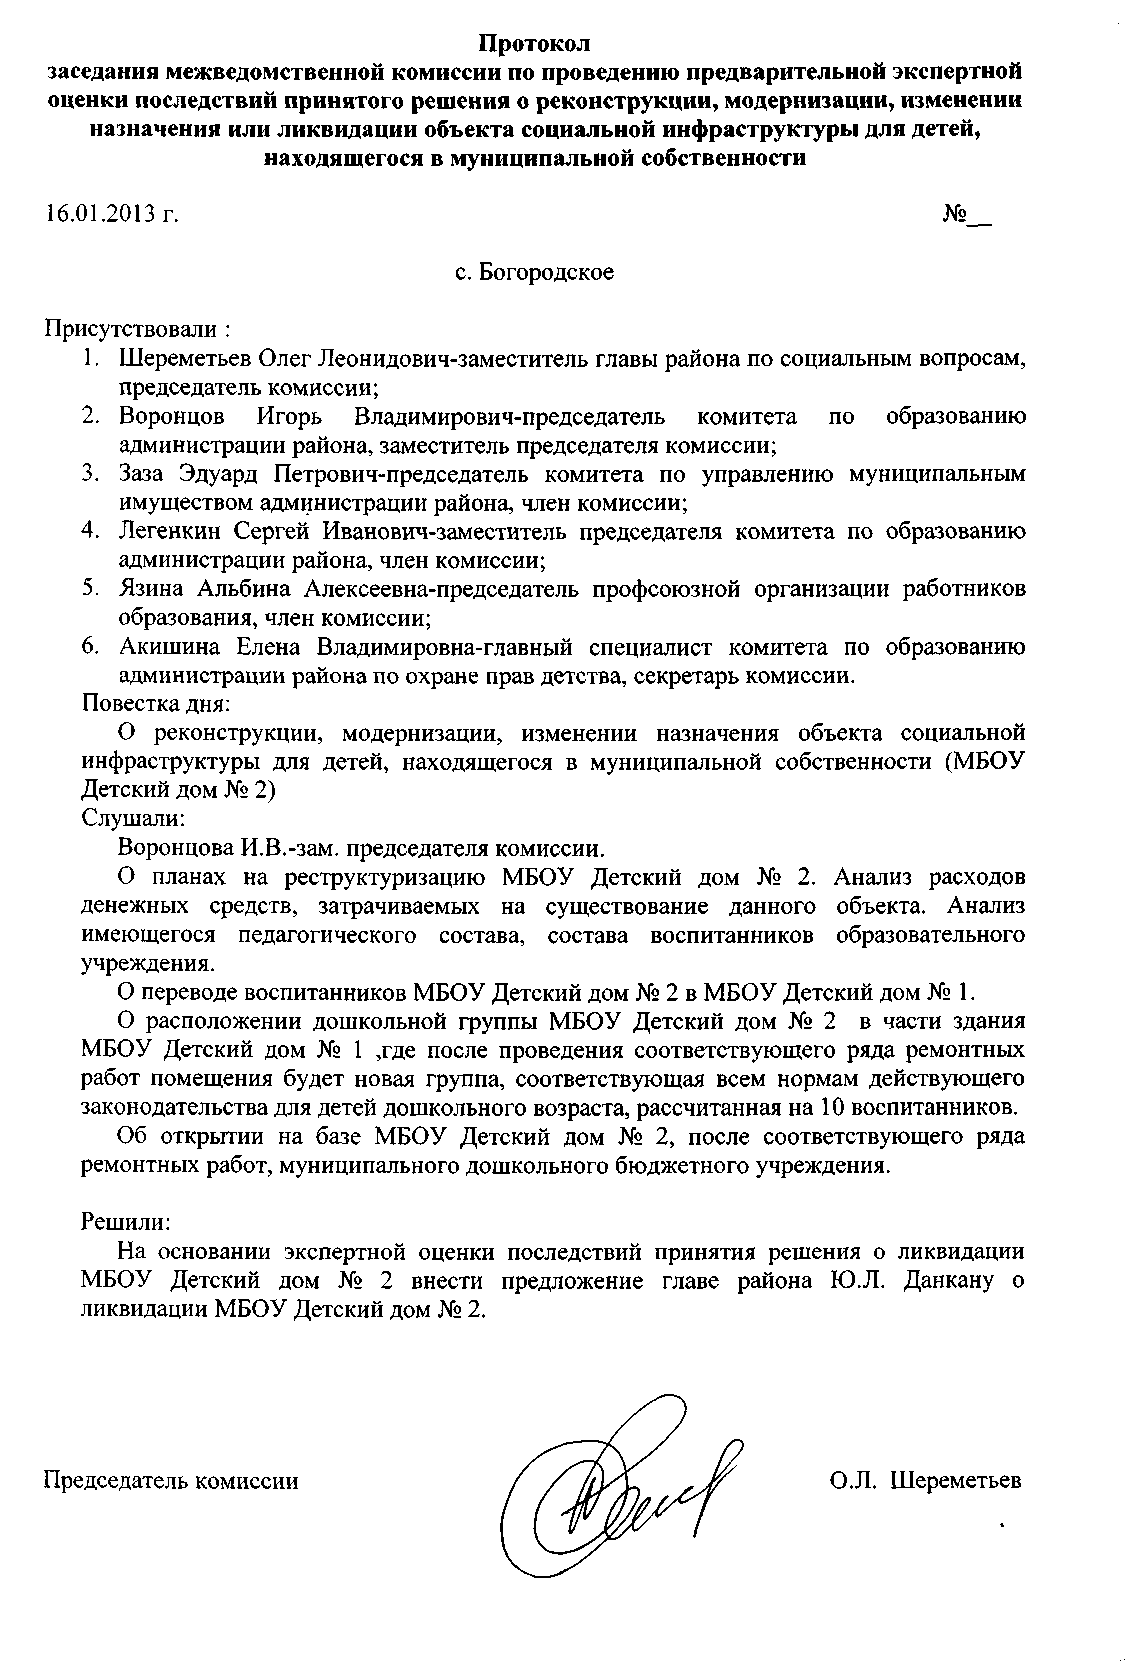 Протокол
заседания межведомственной комиссии по проведению предварительной экспертной
оценки последствий принятого решения о реконструкции, модернизации, изменении
назначения или ликвидации объекта социальной инфраструктуры для детей,
находящегося в муниципальной собственности
16.01.2013 г. №__
с. Богородское
Присутствовали :
1. Шереметьев Олег Леонидович-заместитель главы района по социальным вопросам,
председатель комиссии;
2. Воронцов Игорь Владимирович-председатель комитета по образованию
администрации района, заместитель председателя комиссии;
3. Заза Эдуард Петрович-председатель комитета по управлению муниципальным
имуществом администрации района, член комиссии;
4. Легенкин Сергей Иванович-заместитель председателя комитета по образованию
администрации района, член комиссии;
5. Язина Альбина Алексеевна-председатель профсоюзной организации работников
образования, член комиссии;
6. Акишина Елена Владимировна-главный специалист комитета по образованию
администрации района по охране прав детства, секретарь комиссии.
Повестка дня:
О реконструкции, модернизации, изменении назначения объекта социальной
инфраструктуры для детей, находящегося в муниципальной собственности (МБОУ
Детский дом № 2)
Слушали:
Воронцова И.В.-зам. председателя комиссии.
О планах на реструктуризацию МБОУ Детский дом № 2. Анализ расходов
денежных средств, затрачиваемых на существование данного объекта. Анализ
имеющегося педагогического состава, состава воспитанников образовательного
учреждения.
О переводе воспитанников МБОУ Детский дом № 2 в МБОУ Детский дом № 1.
О расположении дошкольной группы МБОУ Детский дом № 2 в части здания
МБОУ Детский дом № 1 ,где после проведения соответствующего ряда ремонтных
работ помещения будет новая группа, соответствующая всем нормам действующего
законодательства для детей дошкольного возраста, рассчитанная на 10 воспитанников.
Об открытии на базе МБОУ Детский дом № 2, после соответствующего ряда
ремонтных работ, муниципального дошкольного бюджетного учреждения.
Решили:
На основании экспертной оценки последствий принятия решения о ликвидации
МБОУ Детский дом № 2 внести предложение главе района Ю.Л. Данкану о
ликвидации МБОУ Детский дом № 2.
Председатель комиссии О.Л. Шереметьев